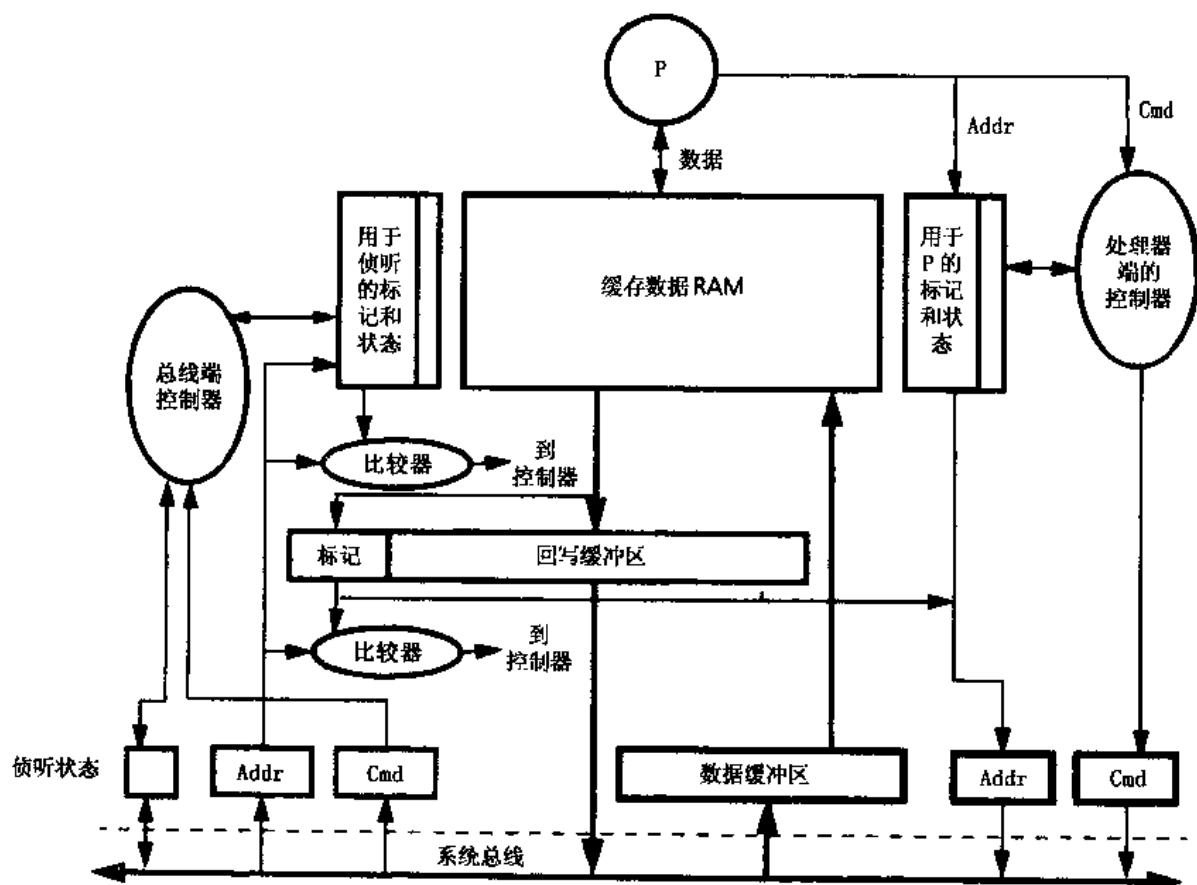 P
Cmd
Addr
数据
用于
侦听
的标
记和
状态
缓存数据 RAM
用于
P 的
标记
和状
态
处理器
端的
控制器
总线端
控制器
比较器
到
控制器
标记
回写缓冲区
比较器
到
控制器
侦听状态
Addr
Cmd
数据缓冲区
Addr
Cmd
系统总线